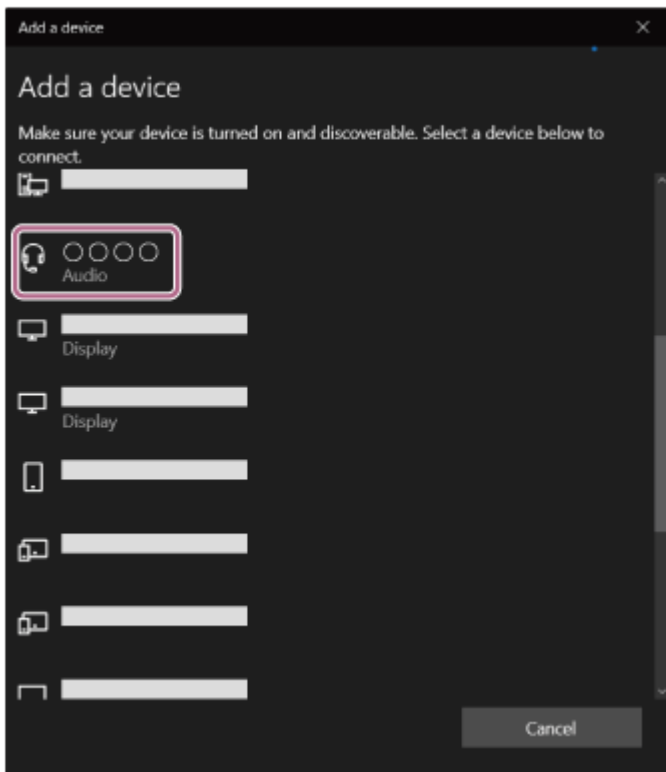 Add a device
Add a device
Make sure your device is turned on and discoverable. Select a device below to
connect.
○○○○
Audio
Display
Display
Cancel